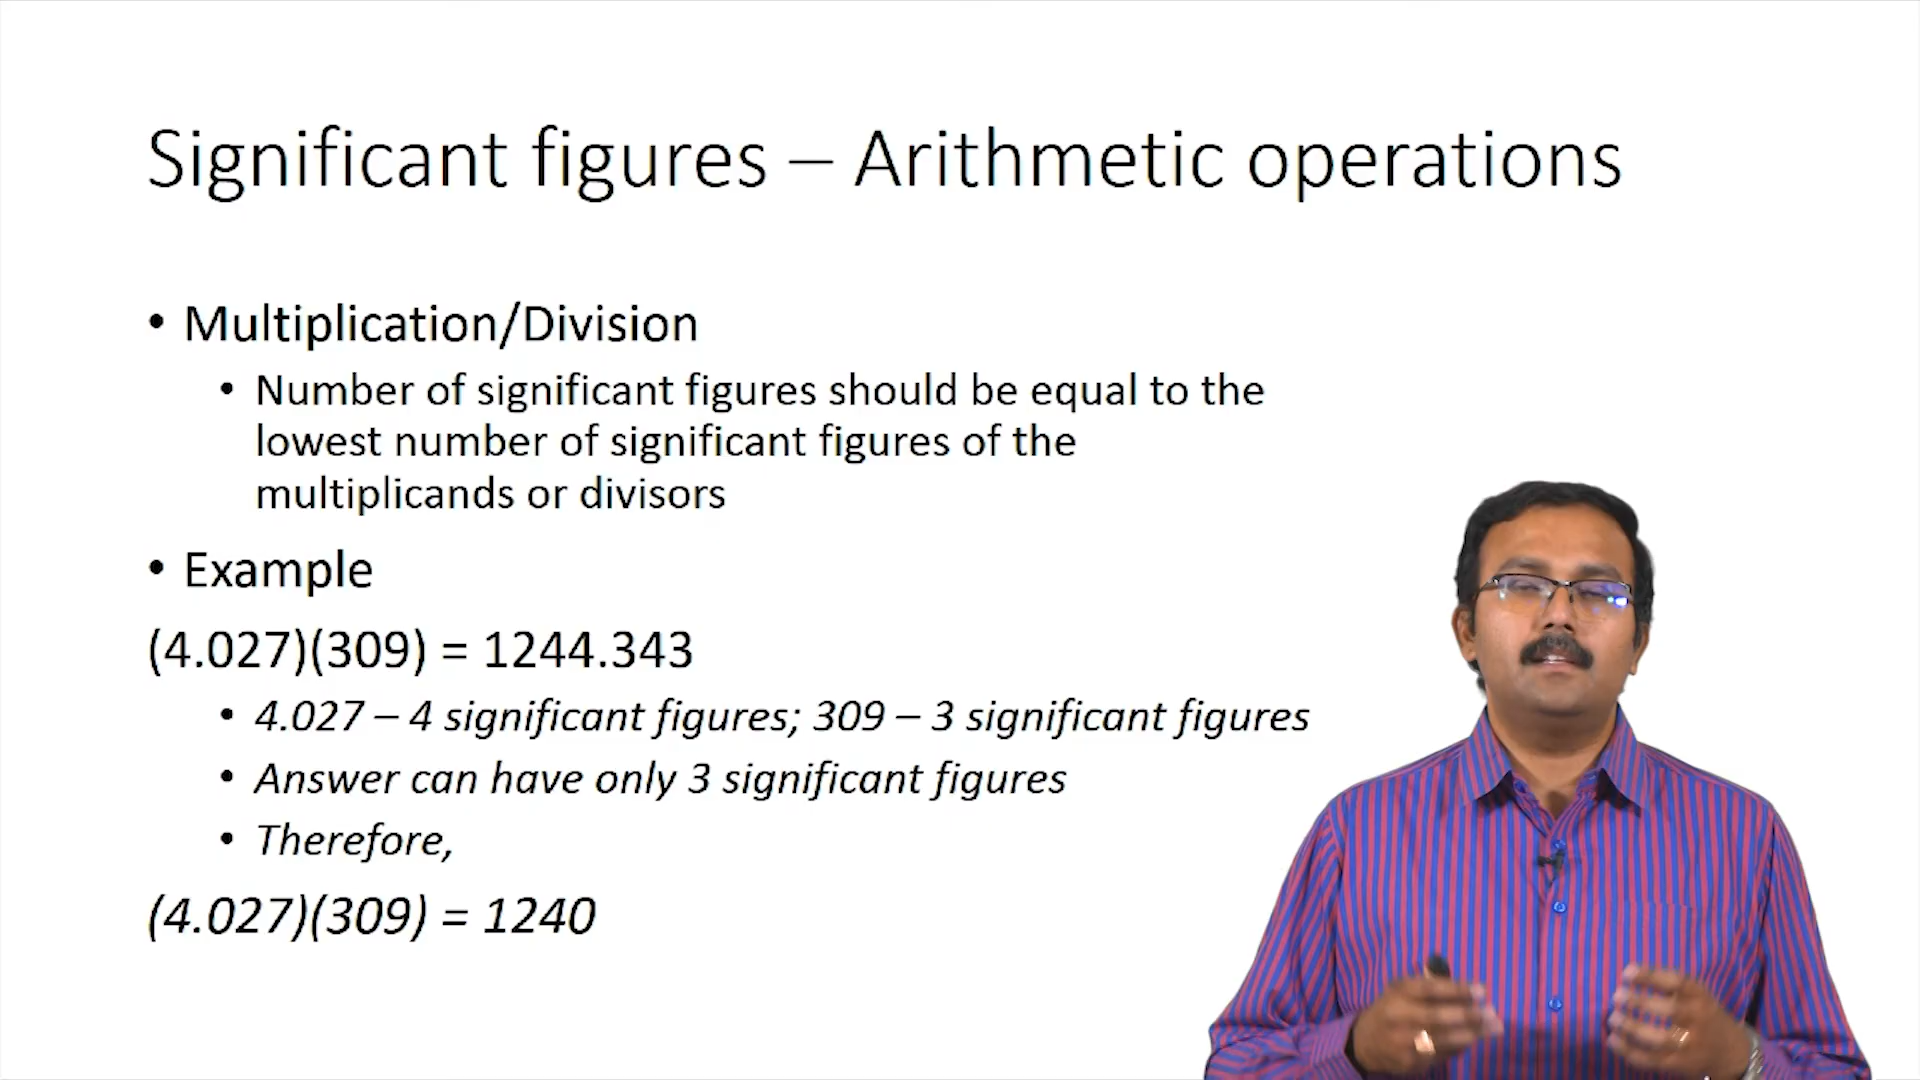 Significant figures – Arithmetic operations
• Multiplication/Division
• Number of significant figures should be equal to the
lowest number of significant figures of the
multiplicands or divisors
• Example
(4.027)(309) = 1244.343
• 4.027 – 4 significant figures; 309 – 3 significant figures
• Answer can have only 3 significant figures
• Therefore,
(4.027)(309) = 1240